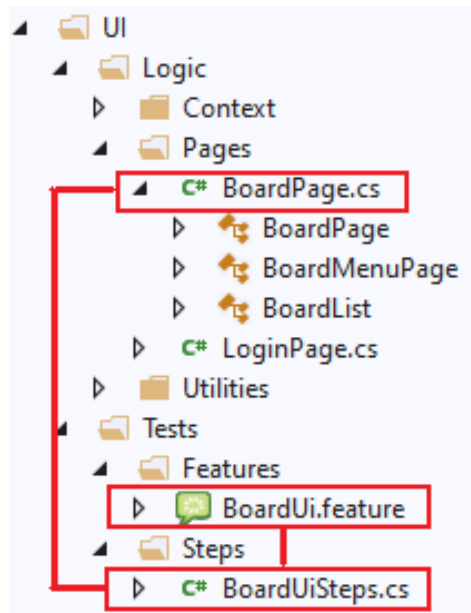 UI
Logic
Context
Pages
C# BoardPage.cs
BoardPage
BoardMenuPage
BoardList
C# LoginPage.cs
Utilities
Tests
Features
BoardUi.feature
Steps
C# BoardUiSteps.cs